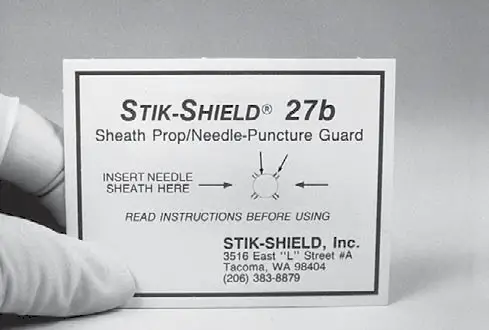 STIK-SHIELD® 27b
Sheath Prop/Needle-Puncture Guard
INSERT NEEDLE
SHEATH HERE
READ INSTRUCTIONS BEFORE USING
STIK-SHIELD, Inc.
3516 East "L" Street #A
Tacoma, WA 98404
(206) 383-8879